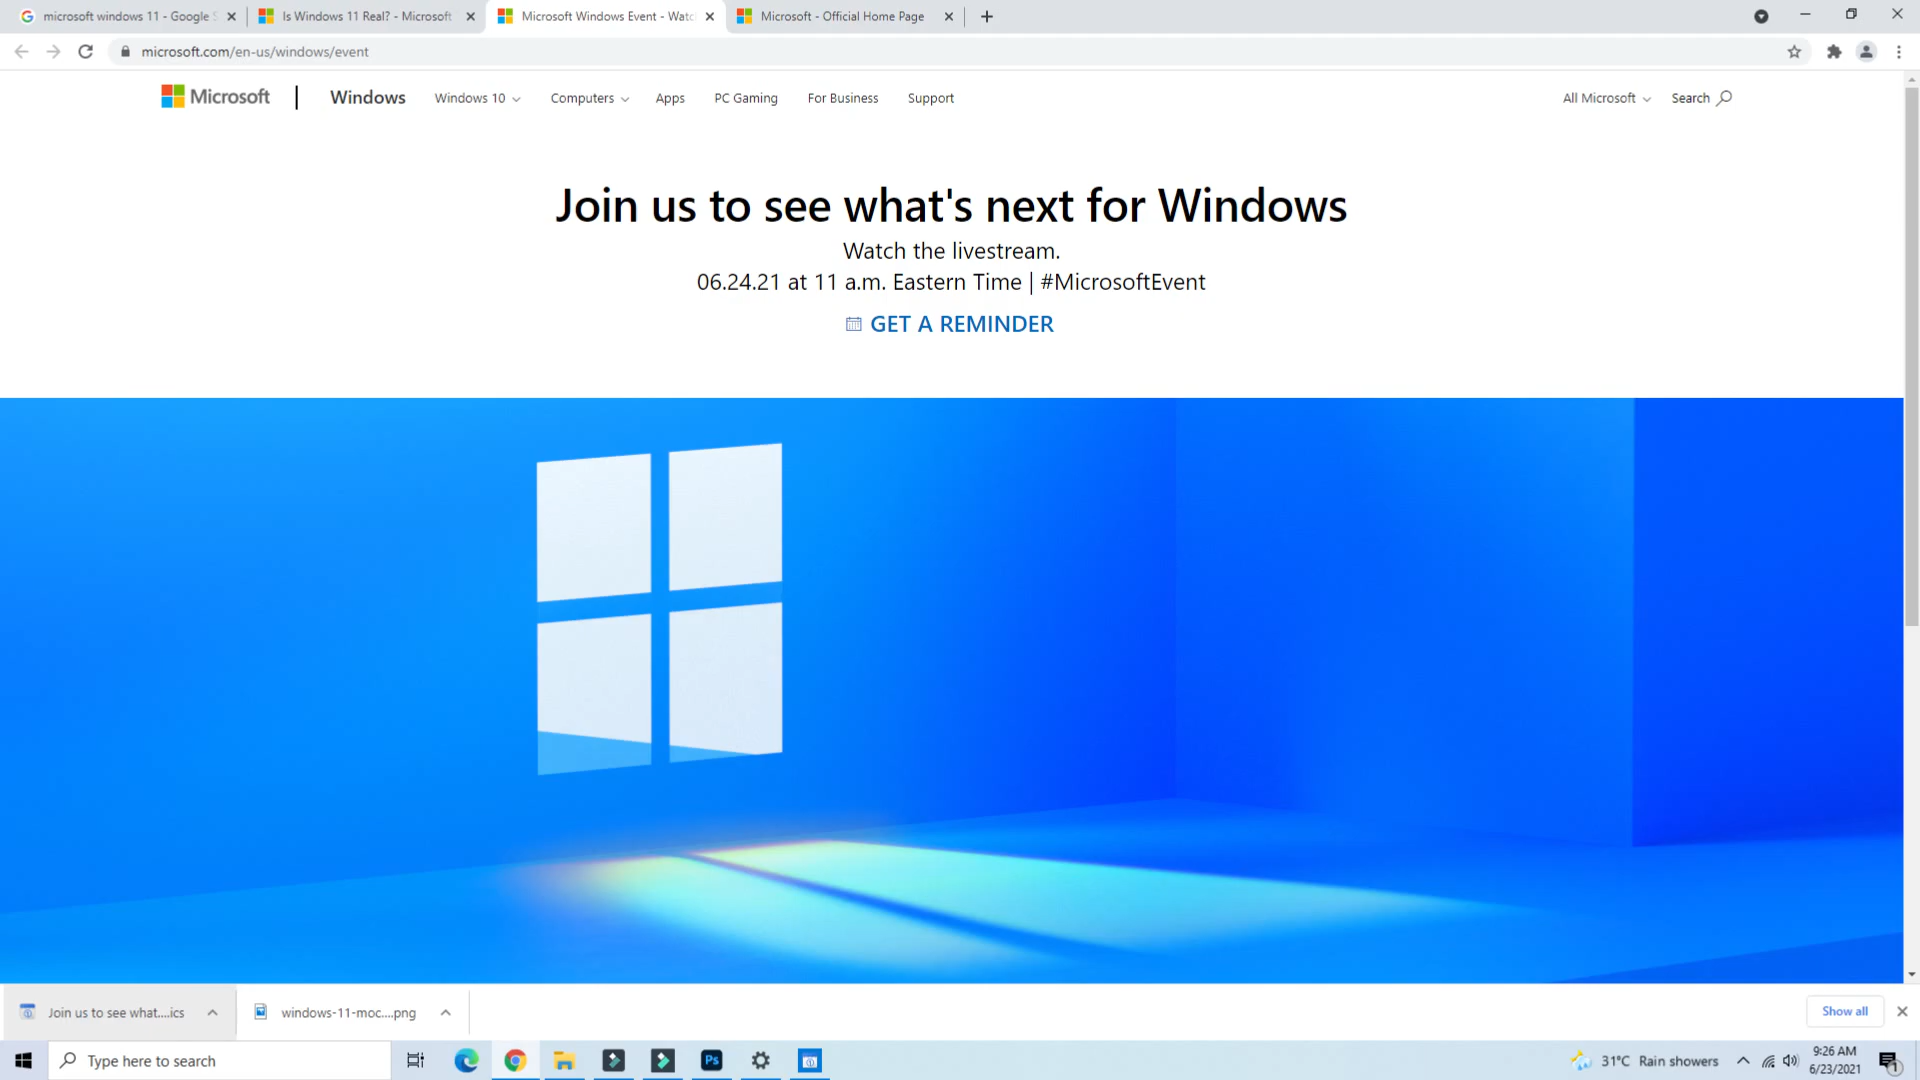 microsoft windows 11 - Google S
Is Windows 11 Real? - Microsoft
Microsoft Windows Event - Watc
Microsoft - Official Home Page
microsoft.com/en-us/windows/event
Microsoft
Windows
Windows 10
Computers
Apps
PC Gaming
For Business
Support
All Microsoft
Search
Join us to see what's next for Windows
Watch the livestream.
06.24.21 at 11 a.m. Eastern Time | #MicrosoftEvent
GET A REMINDER
Join us to see what....ics
windows-11-moc....png
Show all
Type here to search
Ps
31°C Rain showers
9:26 AM
6/23/2021
1